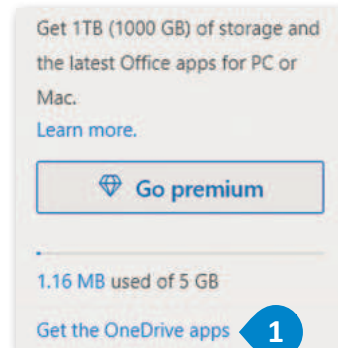 Get 1TB (1000 GB) of storage and
the latest Office apps for PC or
Mac.
Learn more.
Go premium
1.16 MB used of 5 GB
Get the OneDrive apps 1